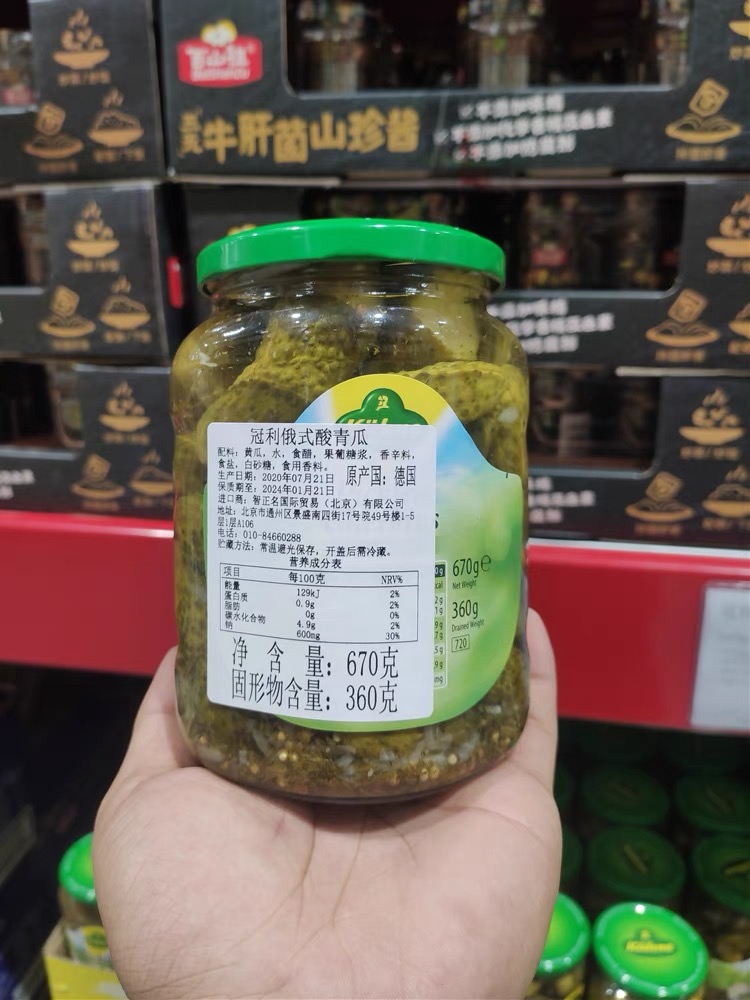 百山祖
牛肝菌山珍酱
Kühne
冠利俄式酸青瓜
配料：黄瓜，水，食醋，果葡糖浆，香辛料，
食盐，白砂糖，食用香料。
原产国：德国
生产日期：2020年07月21日
保质期至：2024年01月21日
进口商：智正名国际贸易（北京）有限公司
地址：北京市通州区景盛南四街17号院49号楼1-5
层1层A106
电话：010-84660288
贮藏方法：常温避光保存，开盖后需冷藏。
营养成分表
项目 每100克 NRV%
能量 129kJ 2%
蛋白质 0.9g 2%
脂肪 0g 0%
碳水化合物 4.9g 2%
钠 600mg 30%
净 含 量：670克
固形物含量：360克
670g e
Net Weight
360g
Drained Weight
720
Kühne